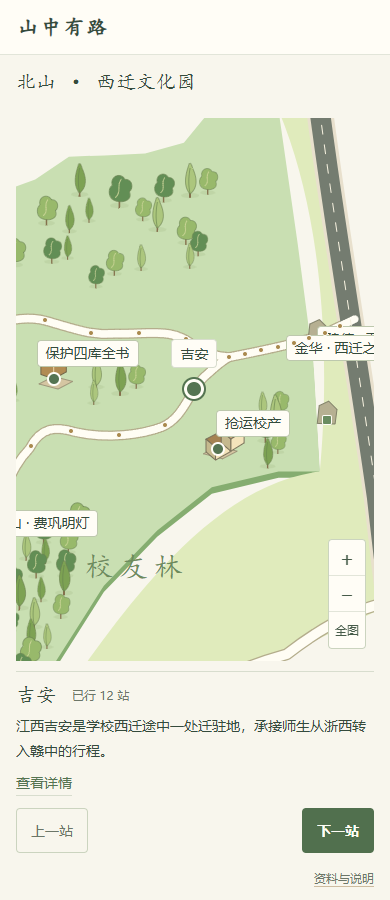 山中有路
北山 • 西迁文化园
金华 · 西迁之
保护四库全书
吉安
抢运校产
山 · 费巩明灯
校友林
+
−
全图
吉安 已行 12 站
江西吉安是学校西迁途中一处迁驻地，承接师生从浙西转
入赣中的行程。
查看详情
上一站
下一站
资料与说明